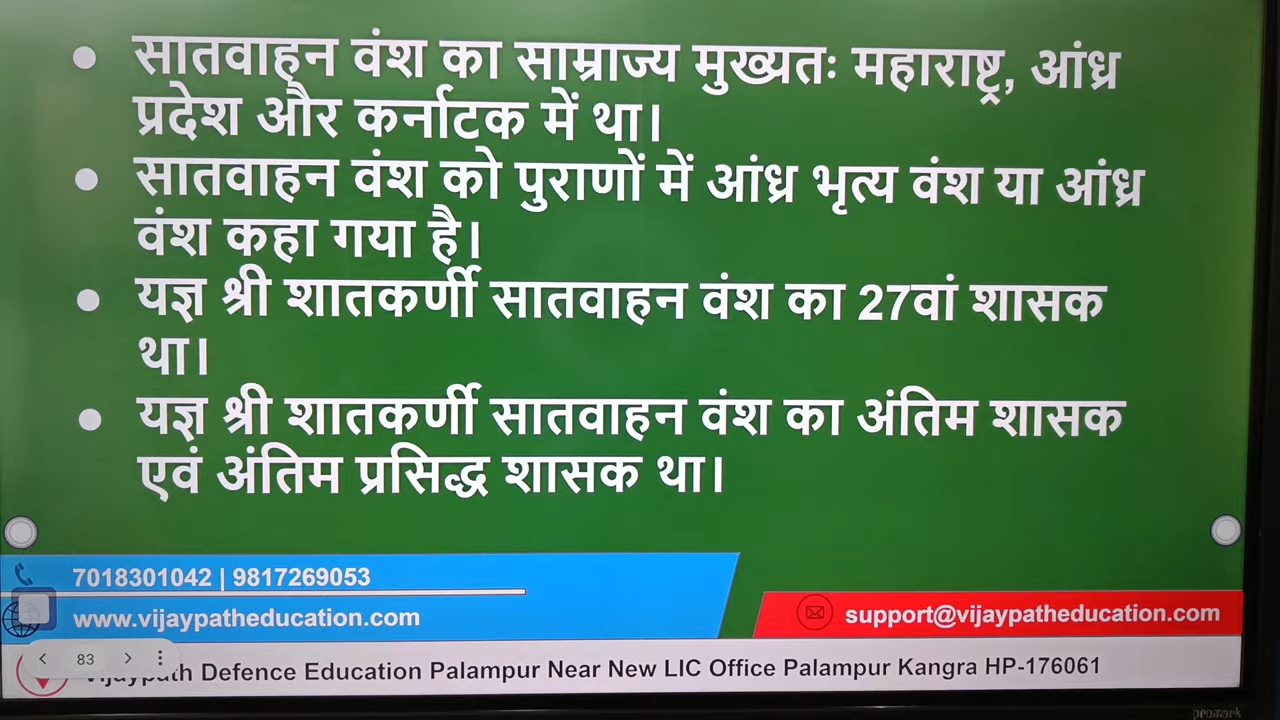 सातवाहन वंश का साम्राज्य मुख्यतः महाराष्ट्र, आंध्र
प्रदेश और कर्नाटक में था।
सातवाहन वंश को पुराणों में आंध्र भृत्य वंश या आंध्र
वंश कहा गया है।
यज्ञ श्री शातकर्णी सातवाहन वंश का 27वां शासक
था।
यज्ञ श्री शातकर्णी सातवाहन वंश का अंतिम शासक
एवं अंतिम प्रसिद्ध शासक था।
7018301042 | 9817269053
www.vijaypatheducation.com
support@vijaypatheducation.com
83
Defence Education Palampur Near New LIC Office Palampur Kangra HP-176061